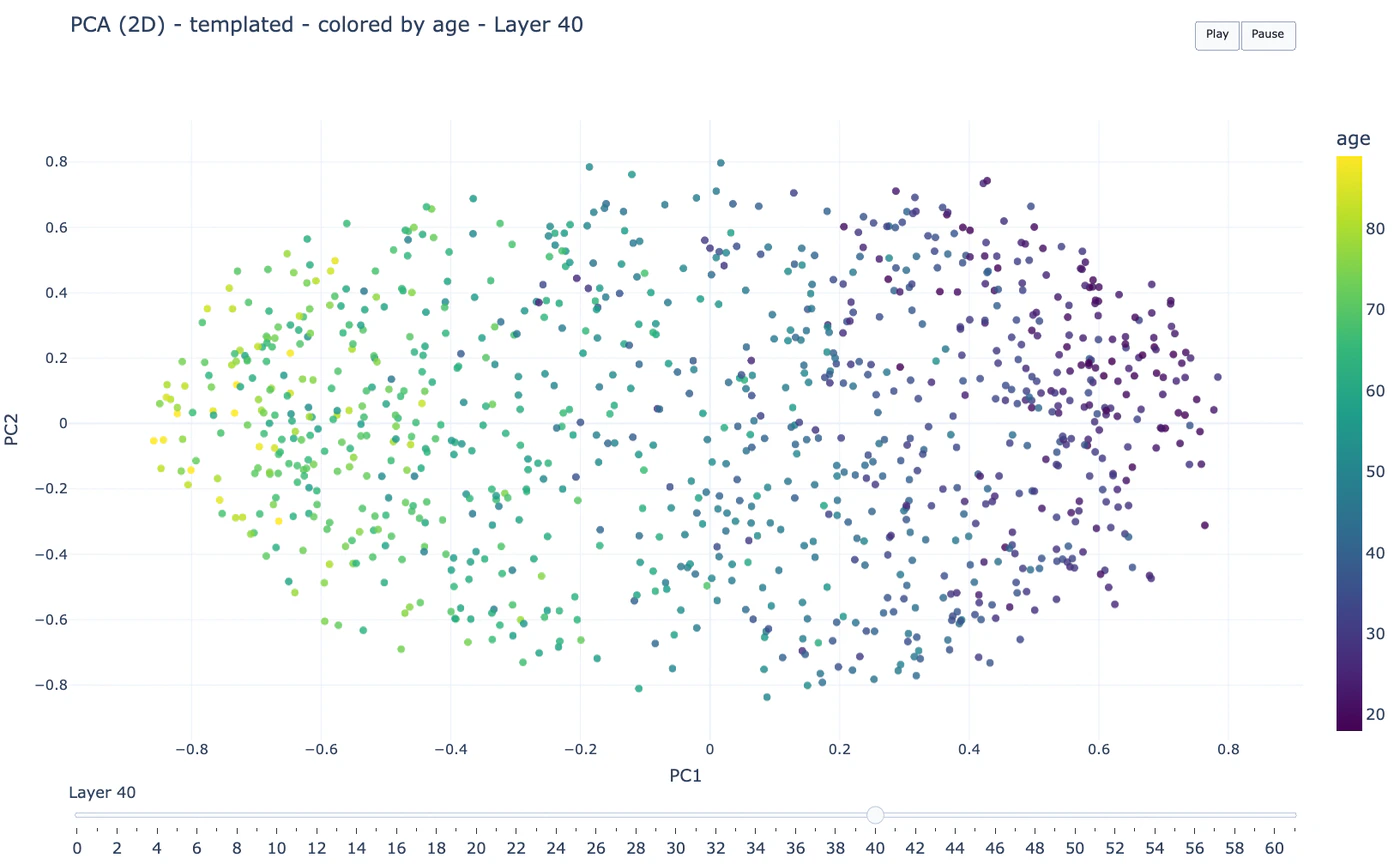 PCA (2D) - templated - colored by age - Layer 40
Play Pause
age
80
70
60
50
40
30
20
PC2
0.8
0.6
0.4
0.2
0
−0.2
−0.4
−0.6
−0.8
−0.8 −0.6 −0.4 −0.2 0 0.2 0.4 0.6 0.8
PC1
Layer 40
0 2 4 6 8 10 12 14 16 18 20 22 24 26 28 30 32 34 36 38 40 42 44 46 48 50 52 54 56 58 60